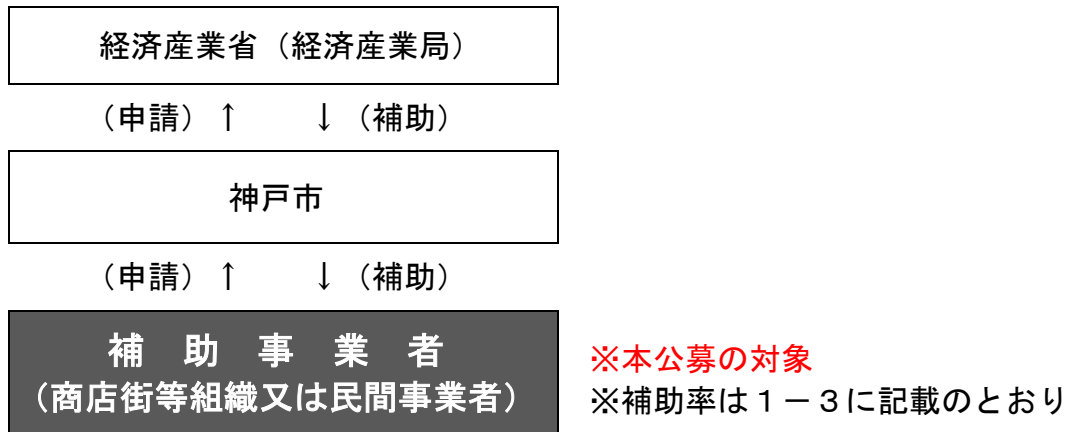 経済産業省（経済産業局）
（申請）↑　　↓（補助）
神戸市
（申請）↑　　↓（補助）
補　助　事　業　者
（商店街等組織又は民間事業者）
※本公募の対象
※補助率は１－３に記載のとおり